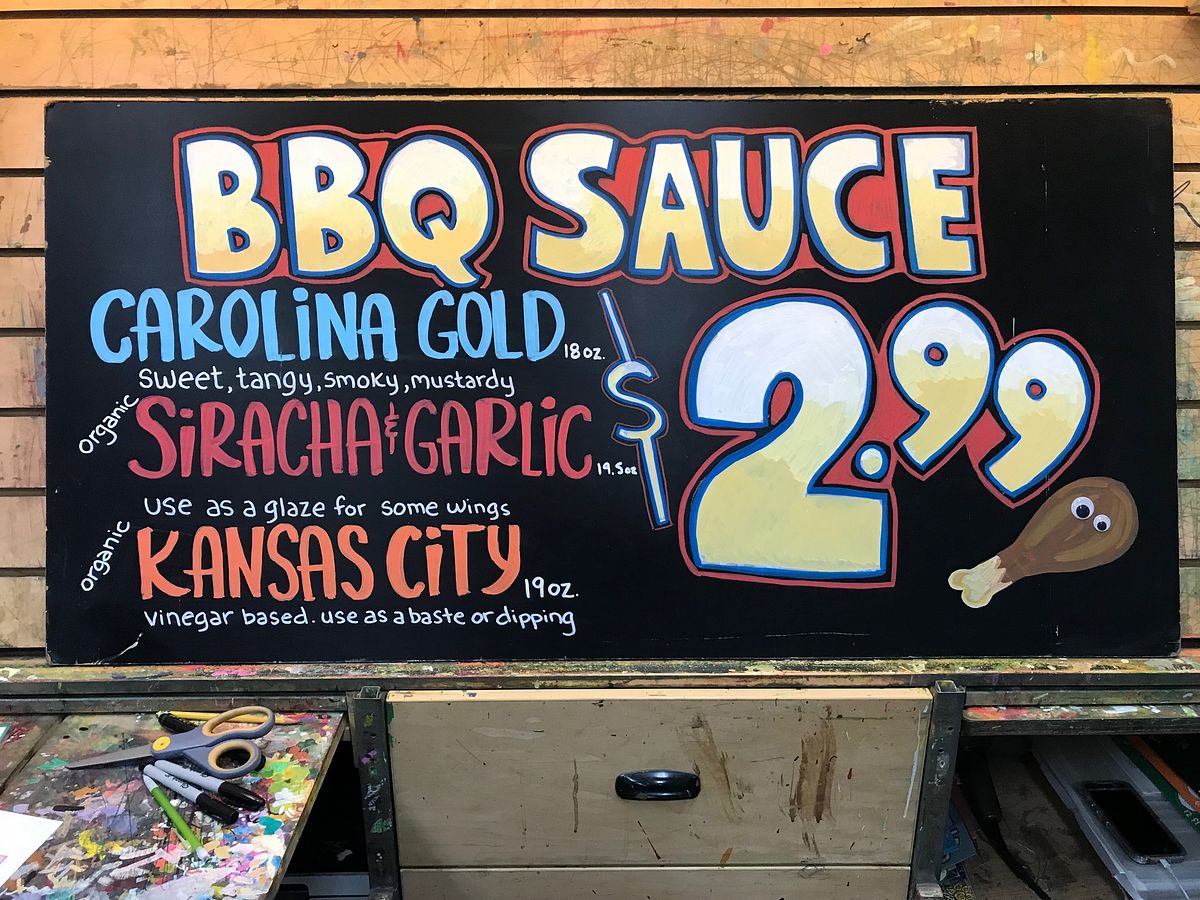 BBQ SAUCE
CAROLiNA GOLD 18oz.
sweet, tangy, smoky, mustardy
organic SiRACHA & GARLiC 19.5oz
use as a glaze for some wings
organic KANSAS CiTY 19oz.
vinegar based. use as a baste or dipping
$2.99